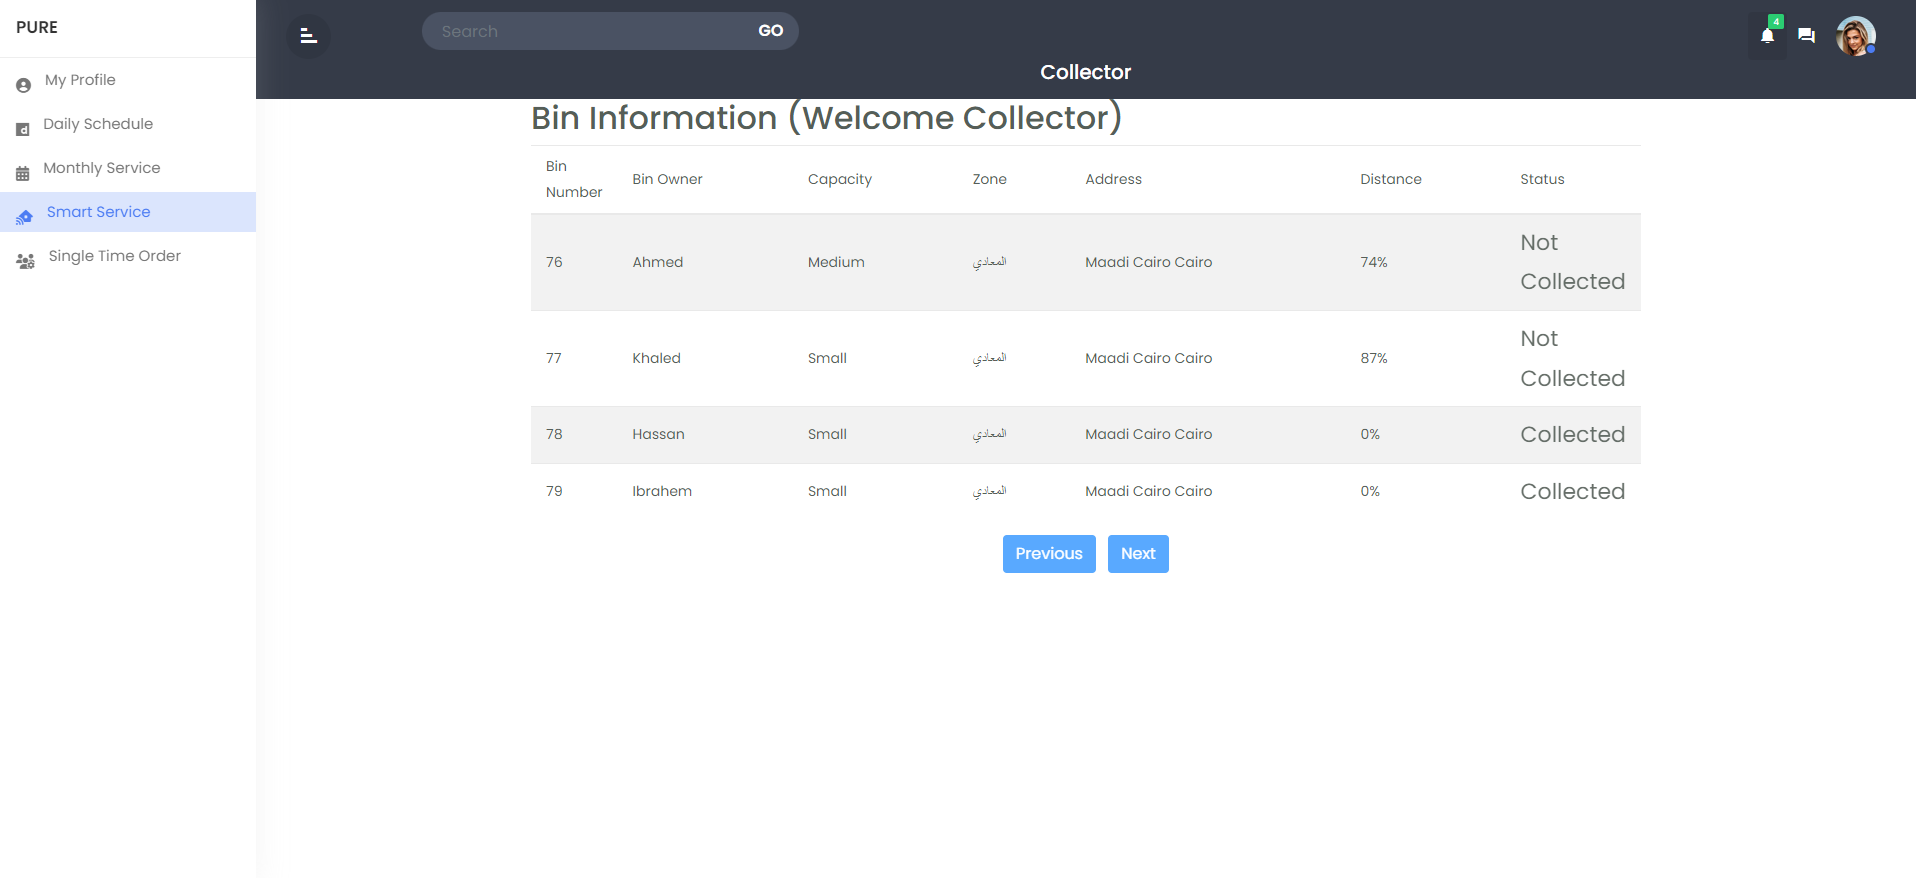 PURE
My Profile
Daily Schedule
Monthly Service
Smart Service
Single Time Order
Search GO
4
Collector
Bin Information (Welcome Collector)
Bin Number Bin Owner Capacity Zone Address Distance Status
76 Ahmed Medium المعادي Maadi Cairo Cairo 74% Not Collected
77 Khaled Small المعادي Maadi Cairo Cairo 87% Not Collected
78 Hassan Small المعادي Maadi Cairo Cairo 0% Collected
79 Ibrahem Small المعادي Maadi Cairo Cairo 0% Collected
Previous Next